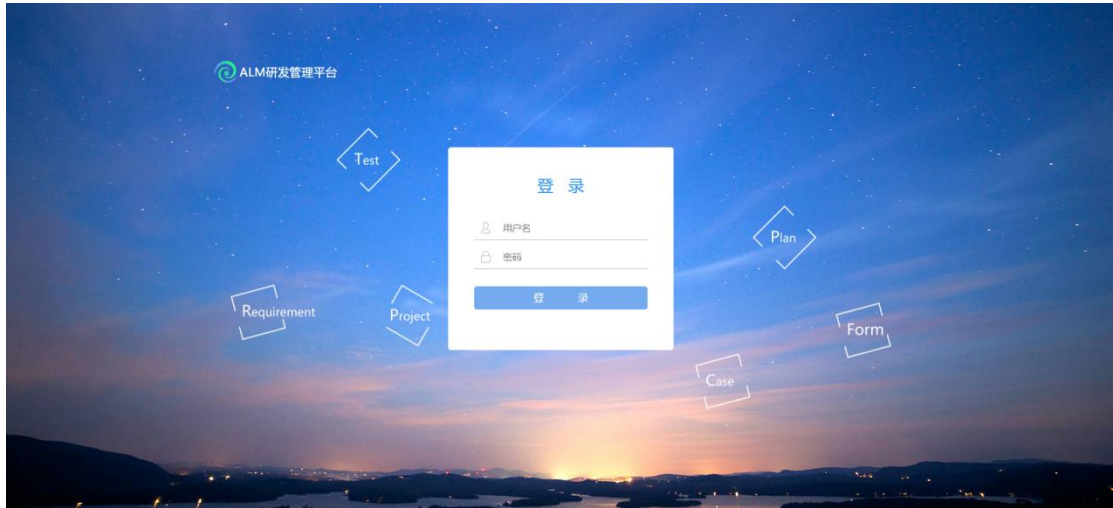 ALM研发管理平台
Test
登 录
用户名
Plan
密码
登 录
Requirement
Project
Form
Case